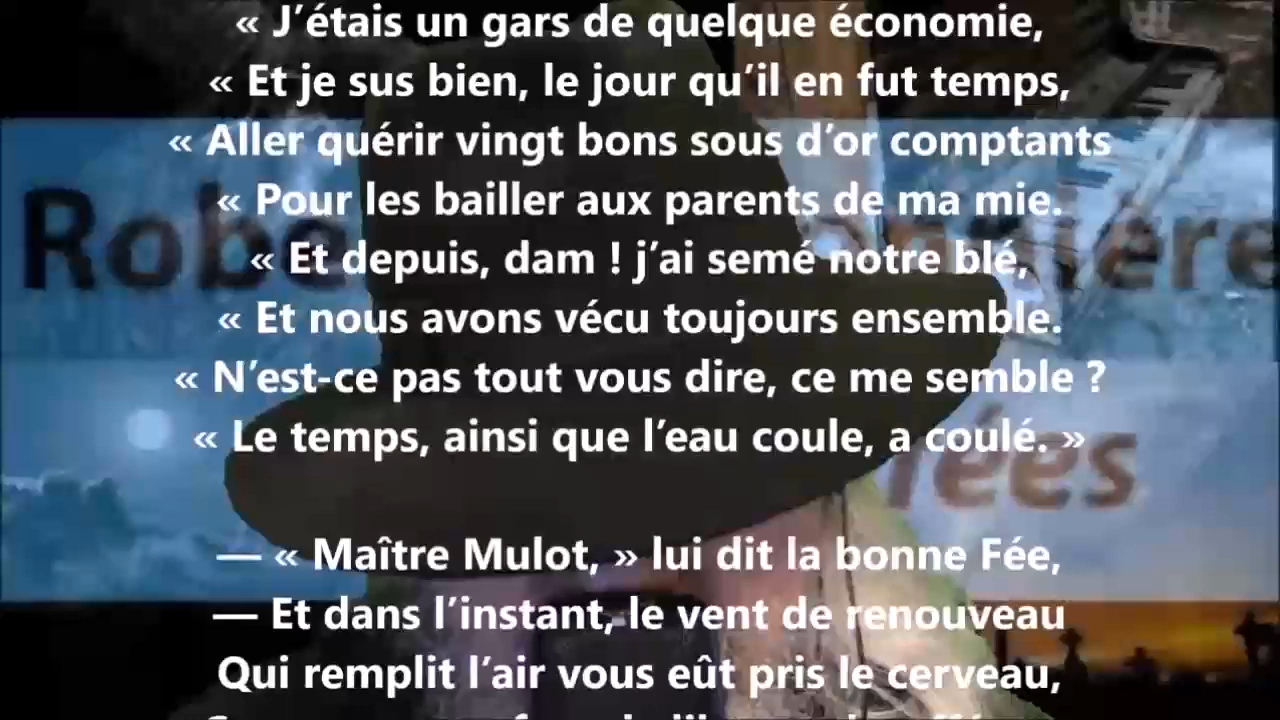 « J’étais un gars de quelque économie,
« Et je sus bien, le jour qu’il en fut temps,
« Aller quérir vingt bons sous d’or comptants
« Pour les bailler aux parents de ma mie.
« Et depuis, dam ! j’ai semé notre blé,
« Et nous avons vécu toujours ensemble.
« N’est-ce pas tout vous dire, ce me semble ?
« Le temps, ainsi que l’eau coule, a coulé. »
— « Maître Mulot, » lui dit la bonne Fée,
— Et dans l’instant, le vent de renouveau
Qui remplit l’air vous eût pris le cerveau,